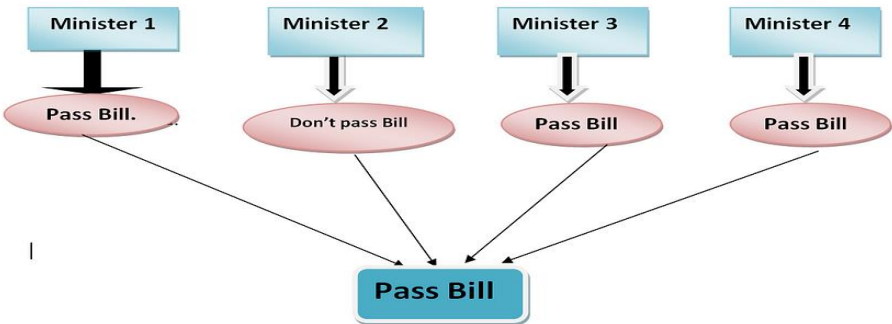 Minister 1
Minister 2
Minister 3
Minister 4
Pass Bill.
Don't pass Bill
Pass Bill
Pass Bill
Pass Bill